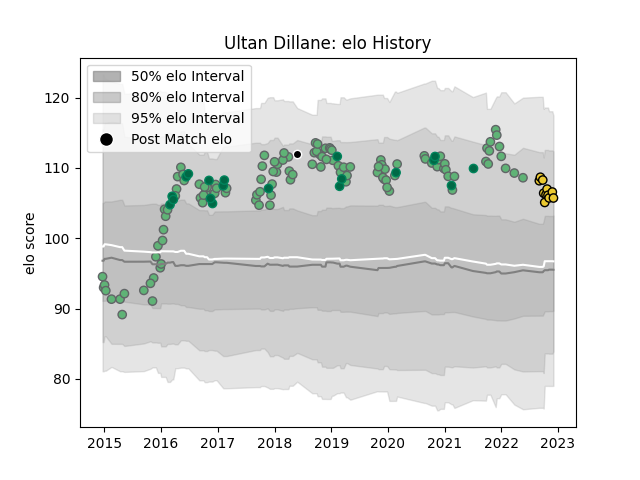 Ultan Dillane: elo History
50% elo Interval
80% elo Interval
95% elo Interval
Post Match elo
elo score
120
110
100
90
80
2015 2016 2017 2018 2019 2020 2021 2022 2023